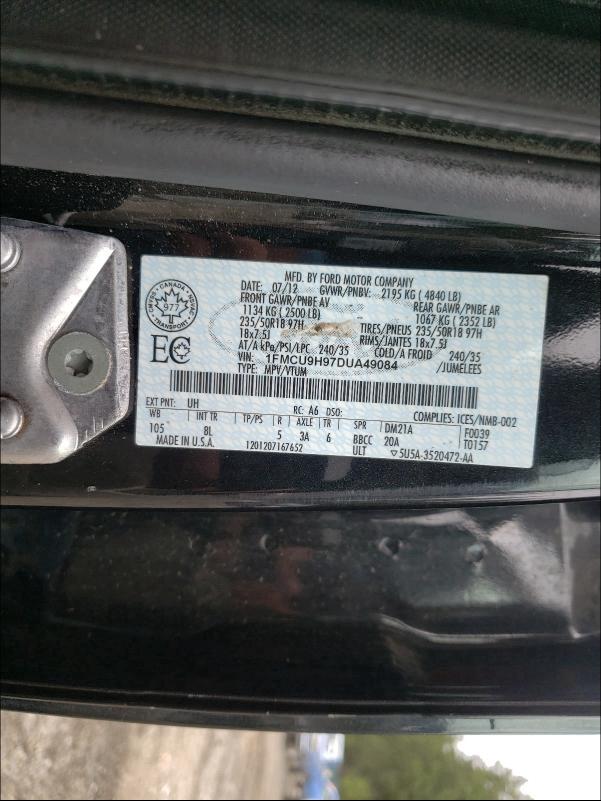 MFD. BY FORD MOTOR COMPANY
DATE: 07/12 GVWR/PNBV: 2195 KG ( 4840 LB)
FRONT GAWR/PNBE AV REAR GAWR/PNBE AR
1134 KG ( 2500 LB) 1067 KG ( 2352 LB)
235/50R18 97H TIRES/PNEUS 235/50R18 97H
18x7.5J RIMS/JANTES 18x7.5J
AT/A kPa/PSI/LPC 240/35 COLD/A FROID 240/35
VIN: 1FMCU9H97DUA49084 /JUMELEES
TYPE: MPV/VTUM
CANADA
977
TRANSPORT
EC
EXT PNT: UH RC: A6 DSO: COMPLIES: ICES/NMB-002
WB INT TR TP/PS R AXLE TR SPR DM21A F0039
105 8L 5 3A 6 BBCC 20A T0157
MADE IN U.S.A. 1201207167652 ULT ▽5U5A-3520472-AA